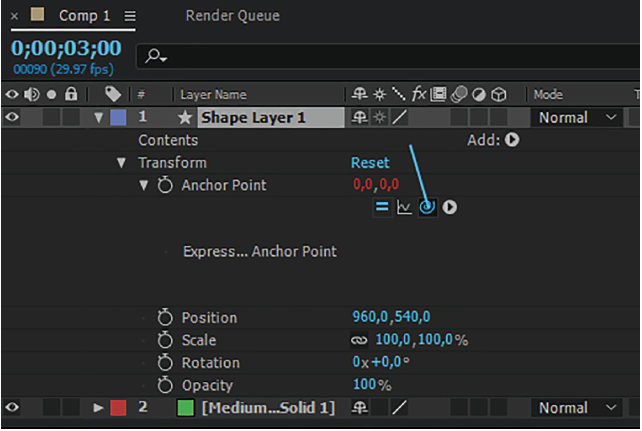 × Comp 1 Render Queue
0;00;03;00
00090 (29.97 fps)
# Layer Name fx Mode T
1 Shape Layer 1 Normal
Contents Add:
Transform Reset
Anchor Point 0,0,0,0
Express... Anchor Point
Position 960,0,540,0
Scale 100,0,100,0%
Rotation 0x+0,0°
Opacity 100%
2 [Medium...Solid 1] Normal